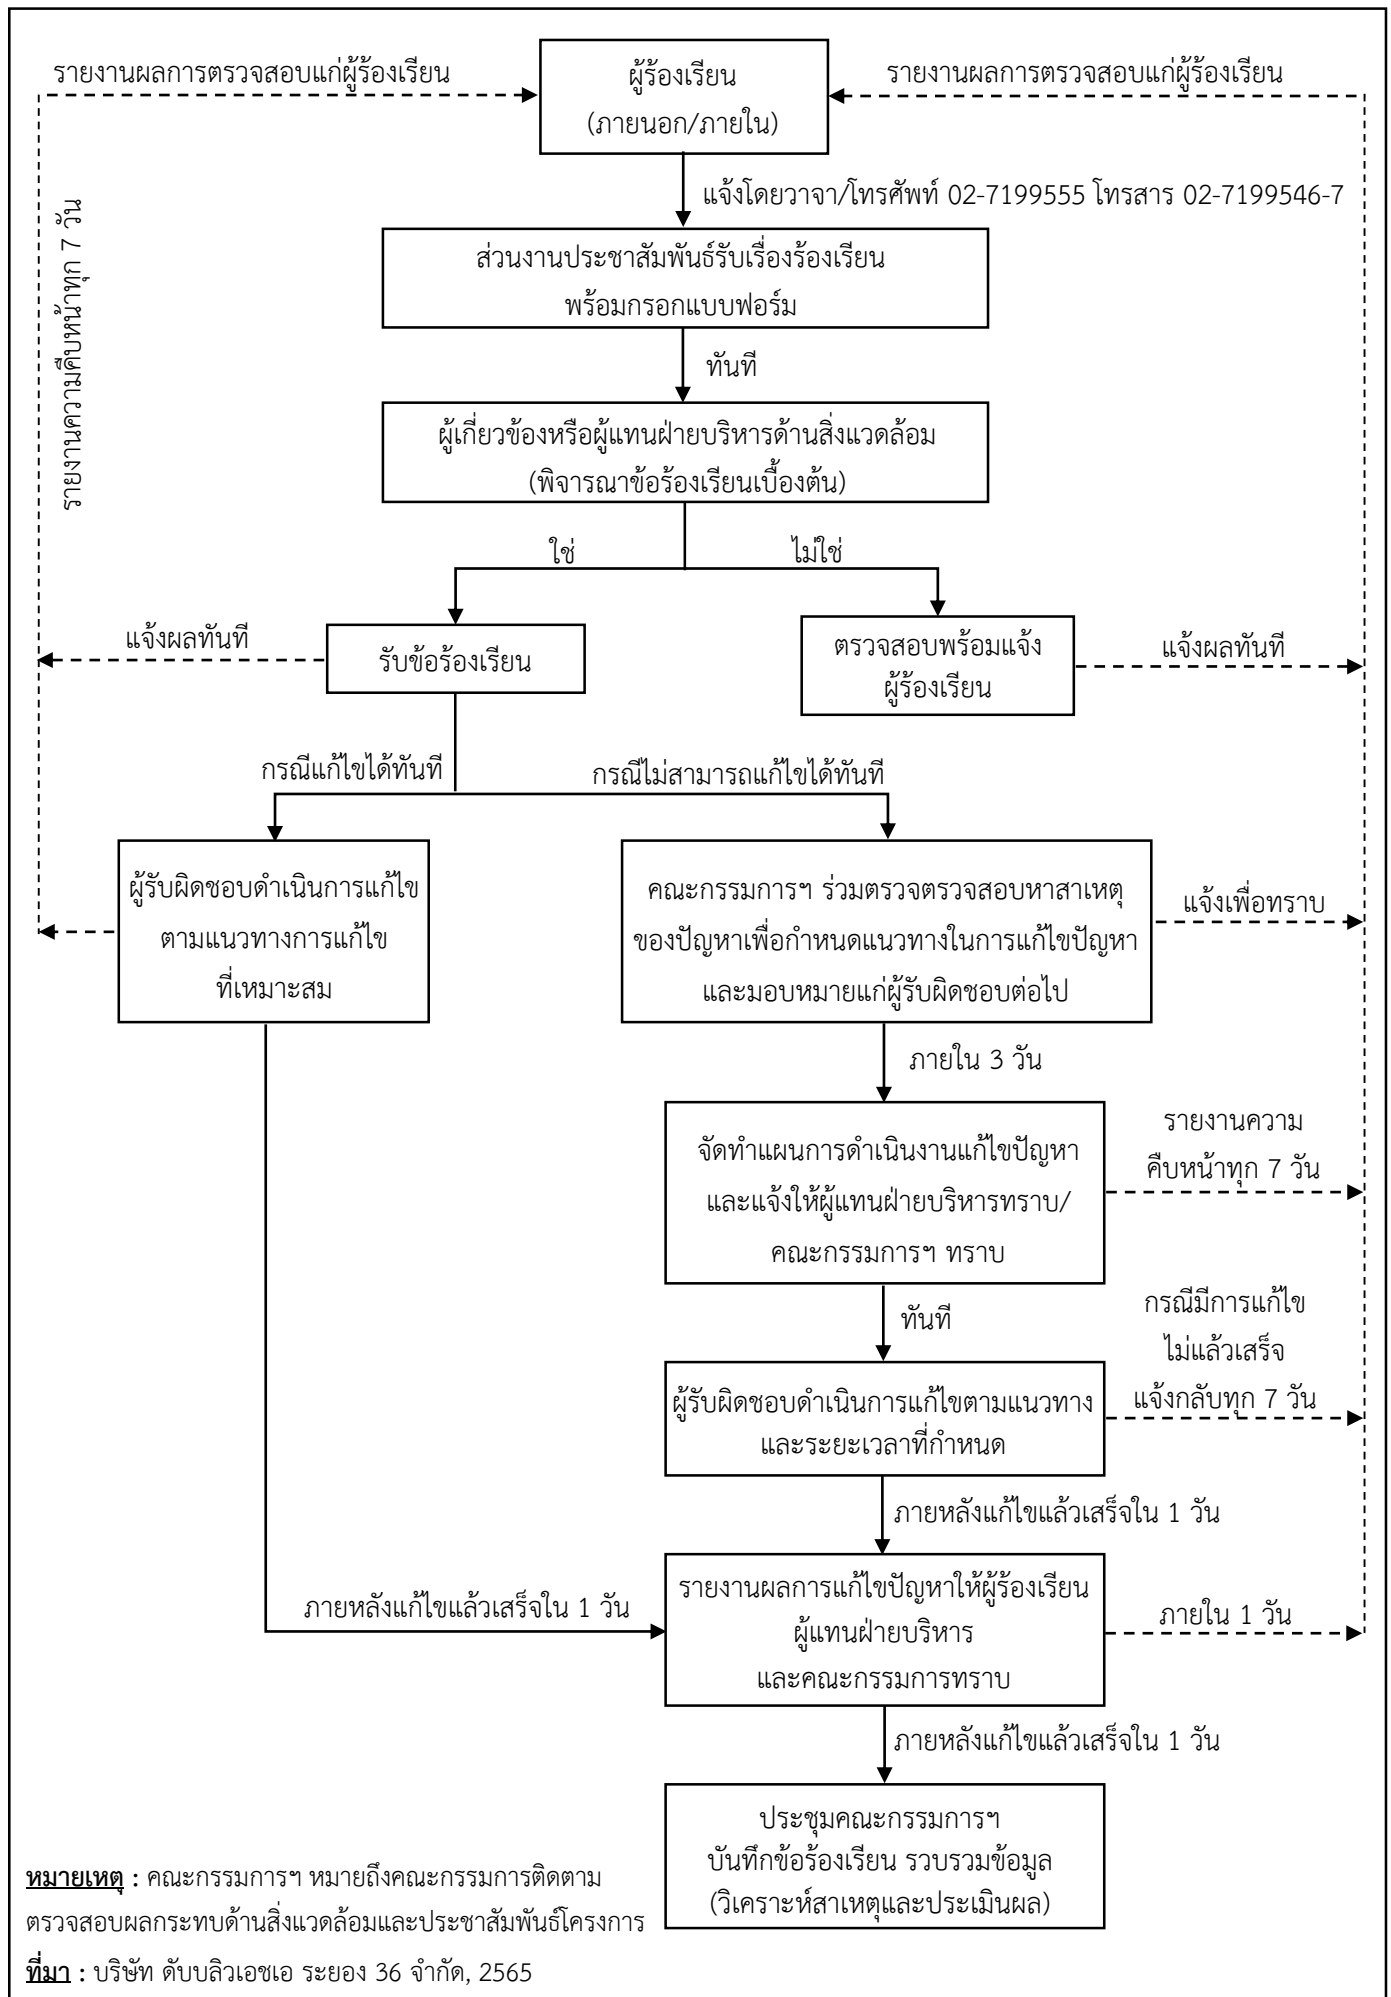 รายงานผลการตรวจสอบแก่ผู้ร้องเรียน
ผู้ร้องเรียน
(ภายนอก/ภายใน)
รายงานผลการตรวจสอบแก่ผู้ร้องเรียน
แจ้งโดยวาจา/โทรศัพท์ 02-7199555 โทรสาร 02-7199546-7
รายงานความคืบหน้าทุก 7 วัน
ส่วนงานประชาสัมพันธ์รับเรื่องร้องเรียน
พร้อมกรอกแบบฟอร์ม
ทันที
ผู้เกี่ยวข้องหรือผู้แทนฝ่ายบริหารด้านสิ่งแวดล้อม
(พิจารณาข้อร้องเรียนเบื้องต้น)
ใช่
ไม่ใช่
แจ้งผลทันที
รับข้อร้องเรียน
ตรวจสอบพร้อมแจ้ง
ผู้ร้องเรียน
แจ้งผลทันที
กรณีแก้ไขได้ทันที
กรณีไม่สามารถแก้ไขได้ทันที
ผู้รับผิดชอบดำเนินการแก้ไข
ตามแนวทางการแก้ไข
ที่เหมาะสม
คณะกรรมการฯ ร่วมตรวจตรวจสอบหาสาเหตุ
ของปัญหาเพื่อกำหนดแนวทางในการแก้ไขปัญหา
และมอบหมายแก่ผู้รับผิดชอบต่อไป
แจ้งเพื่อทราบ
ภายใน 3 วัน
จัดทำแผนการดำเนินงานแก้ไขปัญหา
และแจ้งให้ผู้แทนฝ่ายบริหารทราบ/
คณะกรรมการฯ ทราบ
รายงานความ
คืบหน้าทุก 7 วัน
ทันที
กรณีมีการแก้ไข
ไม่แล้วเสร็จ
แจ้งกลับทุก 7 วัน
ผู้รับผิดชอบดำเนินการแก้ไขตามแนวทาง
และระยะเวลาที่กำหนด
ภายหลังแก้ไขแล้วเสร็จใน 1 วัน
ภายหลังแก้ไขแล้วเสร็จใน 1 วัน
รายงานผลการแก้ไขปัญหาให้ผู้ร้องเรียน
ผู้แทนฝ่ายบริหาร
และคณะกรรมการทราบ
ภายใน 1 วัน
ภายหลังแก้ไขแล้วเสร็จใน 1 วัน
ประชุมคณะกรรมการฯ
บันทึกข้อร้องเรียน รวบรวมข้อมูล
(วิเคราะห์สาเหตุและประเมินผล)
หมายเหตุ : คณะกรรมการฯ หมายถึงคณะกรรมการติดตาม
ตรวจสอบผลกระทบด้านสิ่งแวดล้อมและประชาสัมพันธ์โครงการ
ที่มา : บริษัท ดับบลิวเอชเอ ระยอง 36 จำกัด, 2565